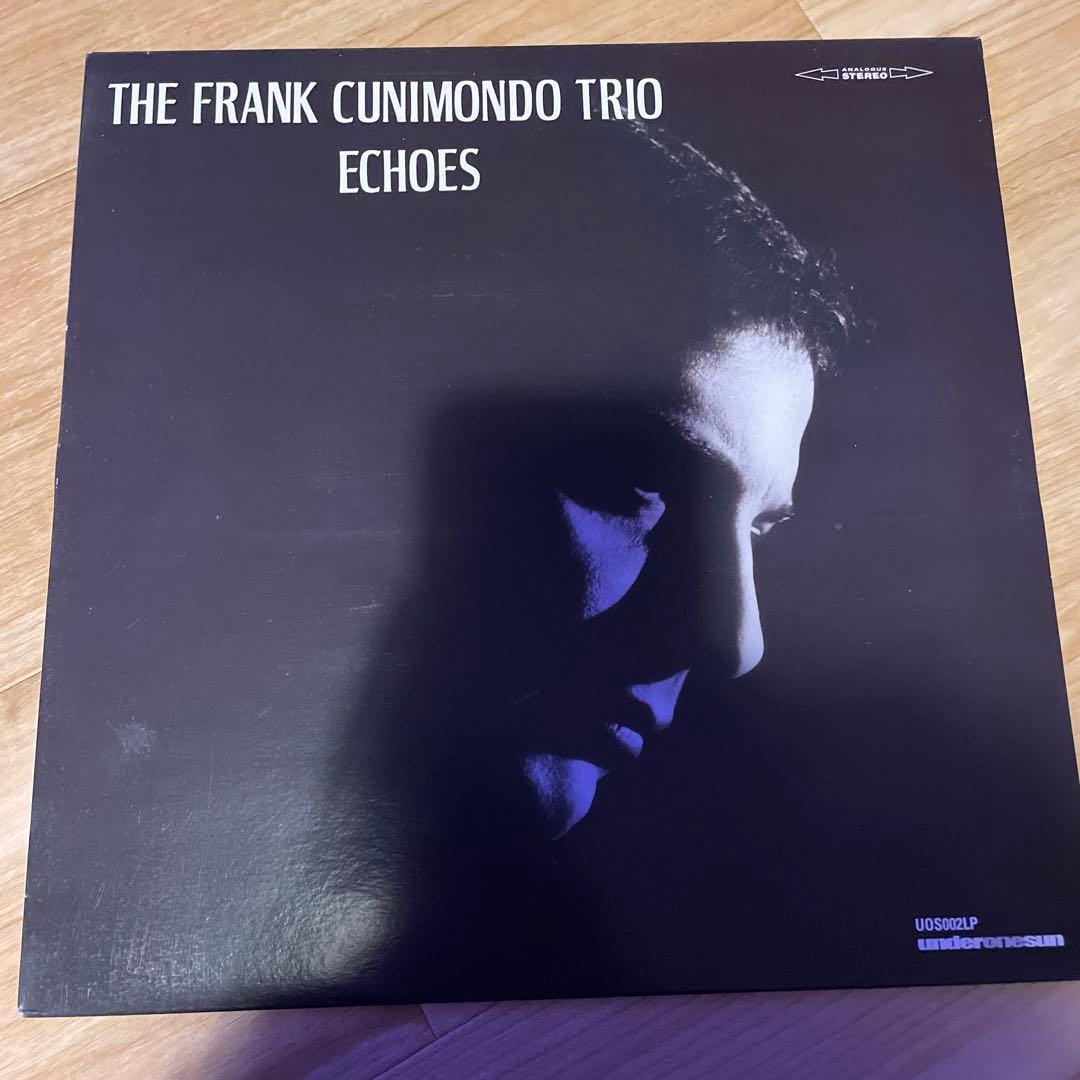 THE FRANK CUNIMONDO TRIO
ECHOES
ANALOGUE
STEREO
UOS002LP
underonesun